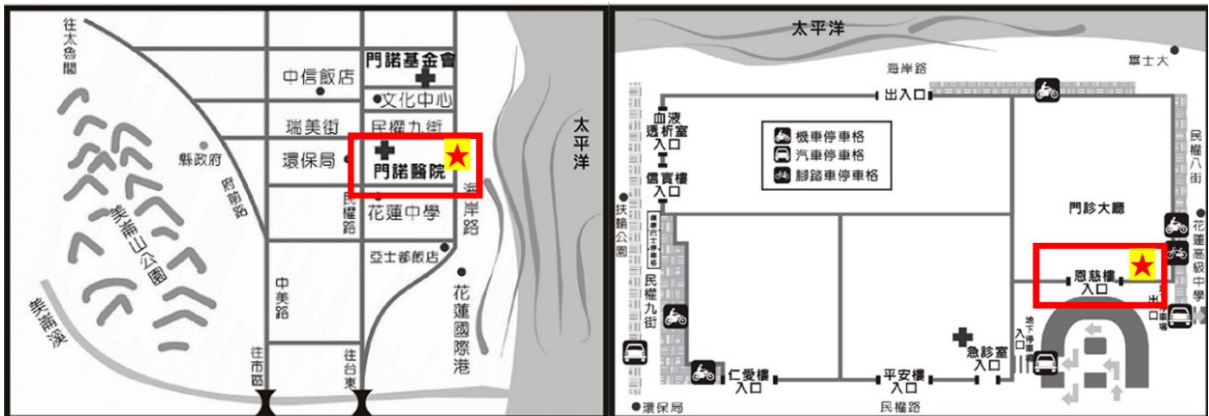 往太魯閣
中信飯店
門諾基金會
文化中心
瑞美街
民權九街
縣政府
環保局
門諾醫院
太平洋
府前路
民權路
海岸路
花蓮中學
美崙山公園
亞士都飯店
中美路
花蓮國際港
美崙溪
往市區
往台東
太平洋
畢士大
海岸路
出入口
血液
透析室
入口
機車停車格
汽車停車格
腳踏車停車格
民權八街
信實樓
入口
扶輪公園
門診大廳
花蓮高級中學
復康巴士停車格
民權九街
恩慈樓
入口
出口
急診室
入口
地下停車場
入口
仁愛樓
入口
平安樓
入口
環保局
民權路